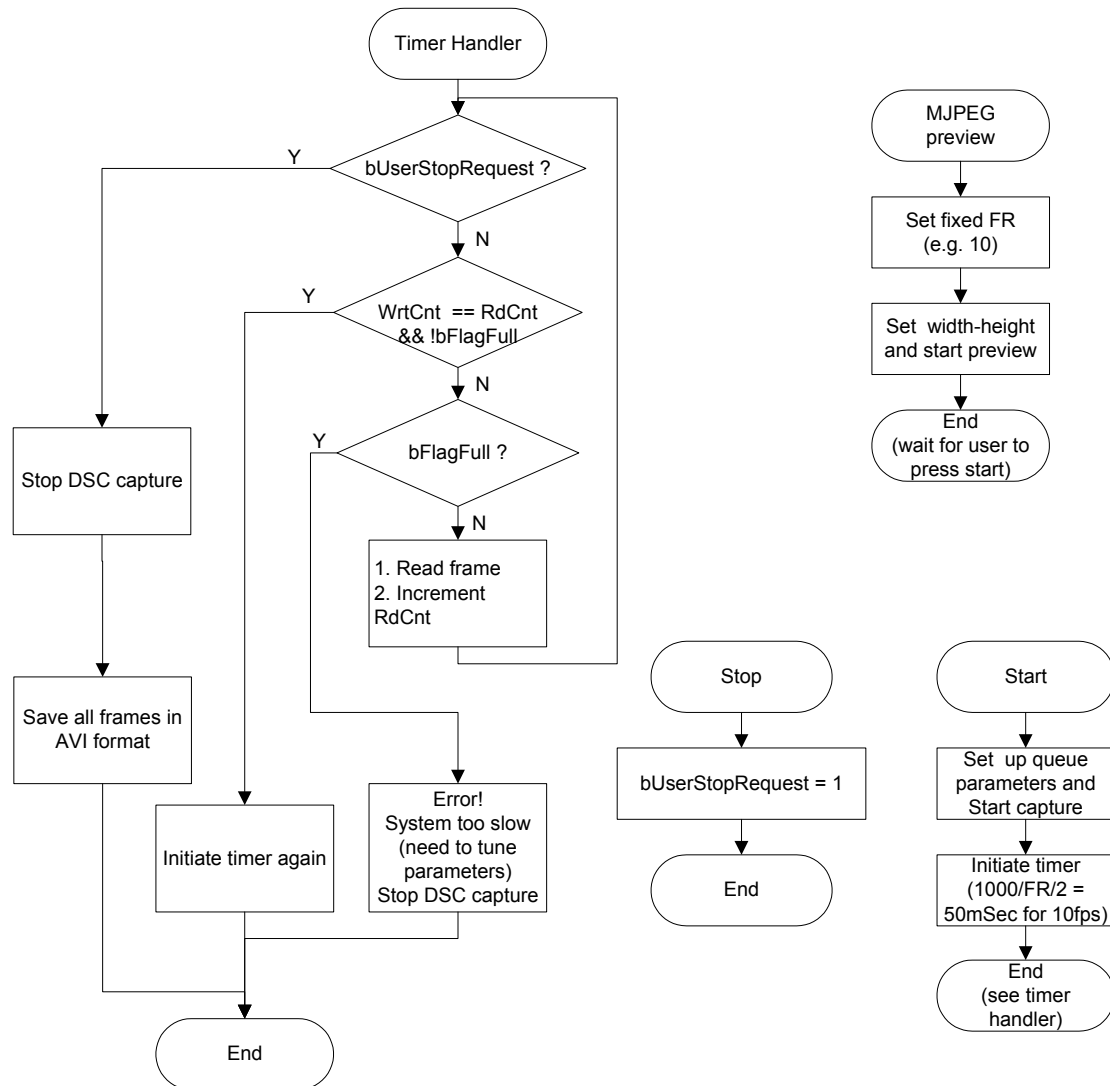 Timer Handler
bUserStopRequest ?
Y
N
WrtCnt  == RdCnt
&& !bFlagFull
Y
N
bFlagFull ?
Y
N
1. Read frame
2. Increment
RdCnt
Stop DSC capture
Save all frames in
AVI format
Initiate timer again
Error!
System too slow
(need to tune
parameters)
Stop DSC capture
End
MJPEG
preview
Set fixed FR
(e.g. 10)
Set  width-height
and start preview
End
(wait for user to
press start)
Stop
bUserStopRequest = 1
End
Start
Set  up queue
parameters and
Start capture
Initiate timer
(1000/FR/2 =
50mSec for 10fps)
End
(see timer
handler)